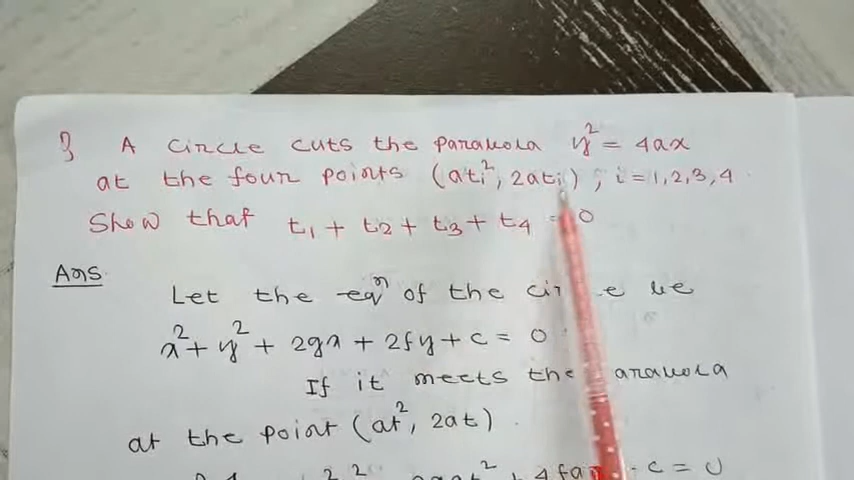 Q A circle cuts the parabola y² = 4ax
at the four points (ati², 2ati) ; i = 1,2,3,4
Show that t₁ + t₂ + t₃ + t₄ = 0
Ans
Let the eqⁿ of the be
x² + y² + 2gx + 2fy + c = 0
If it meets the
at the point (at², 2at)
c = 0